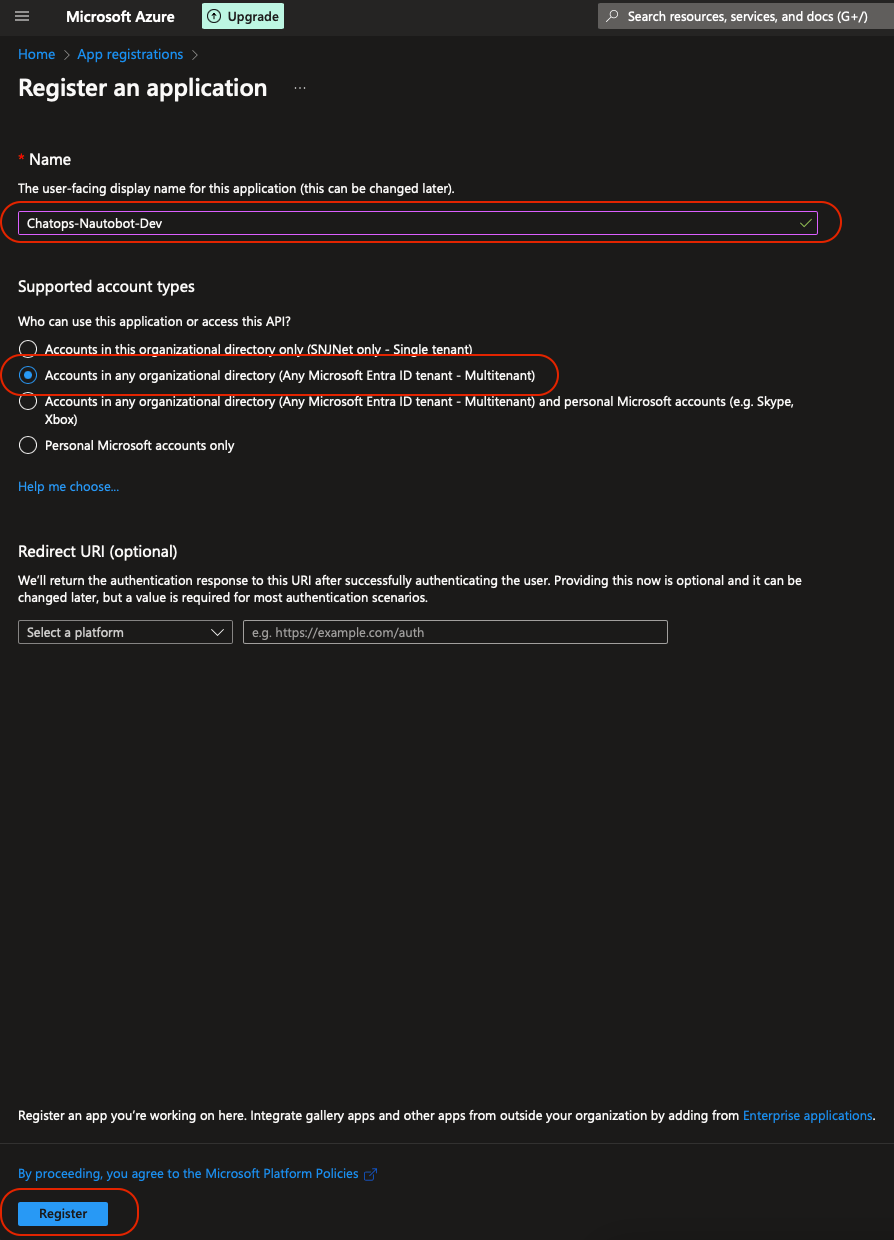 Microsoft Azure
Upgrade
Search resources, services, and docs (G+/)
Home > App registrations >
Register an application ...
* Name
The user-facing display name for this application (this can be changed later).
Chatops-Nautobot-Dev
Supported account types
Who can use this application or access this API?
Accounts in this organizational directory only (SNJNet only - Single tenant)
Accounts in any organizational directory (Any Microsoft Entra ID tenant - Multitenant)
Accounts in any organizational directory (Any Microsoft Entra ID tenant - Multitenant) and personal Microsoft accounts (e.g. Skype,
Xbox)
Personal Microsoft accounts only
Help me choose...
Redirect URI (optional)
We'll return the authentication response to this URI after successfully authenticating the user. Providing this now is optional and it can be
changed later, but a value is required for most authentication scenarios.
Select a platform
e.g. https://example.com/auth
Register an app you're working on here. Integrate gallery apps and other apps from outside your organization by adding from Enterprise applications.
By proceeding, you agree to the Microsoft Platform Policies
Register